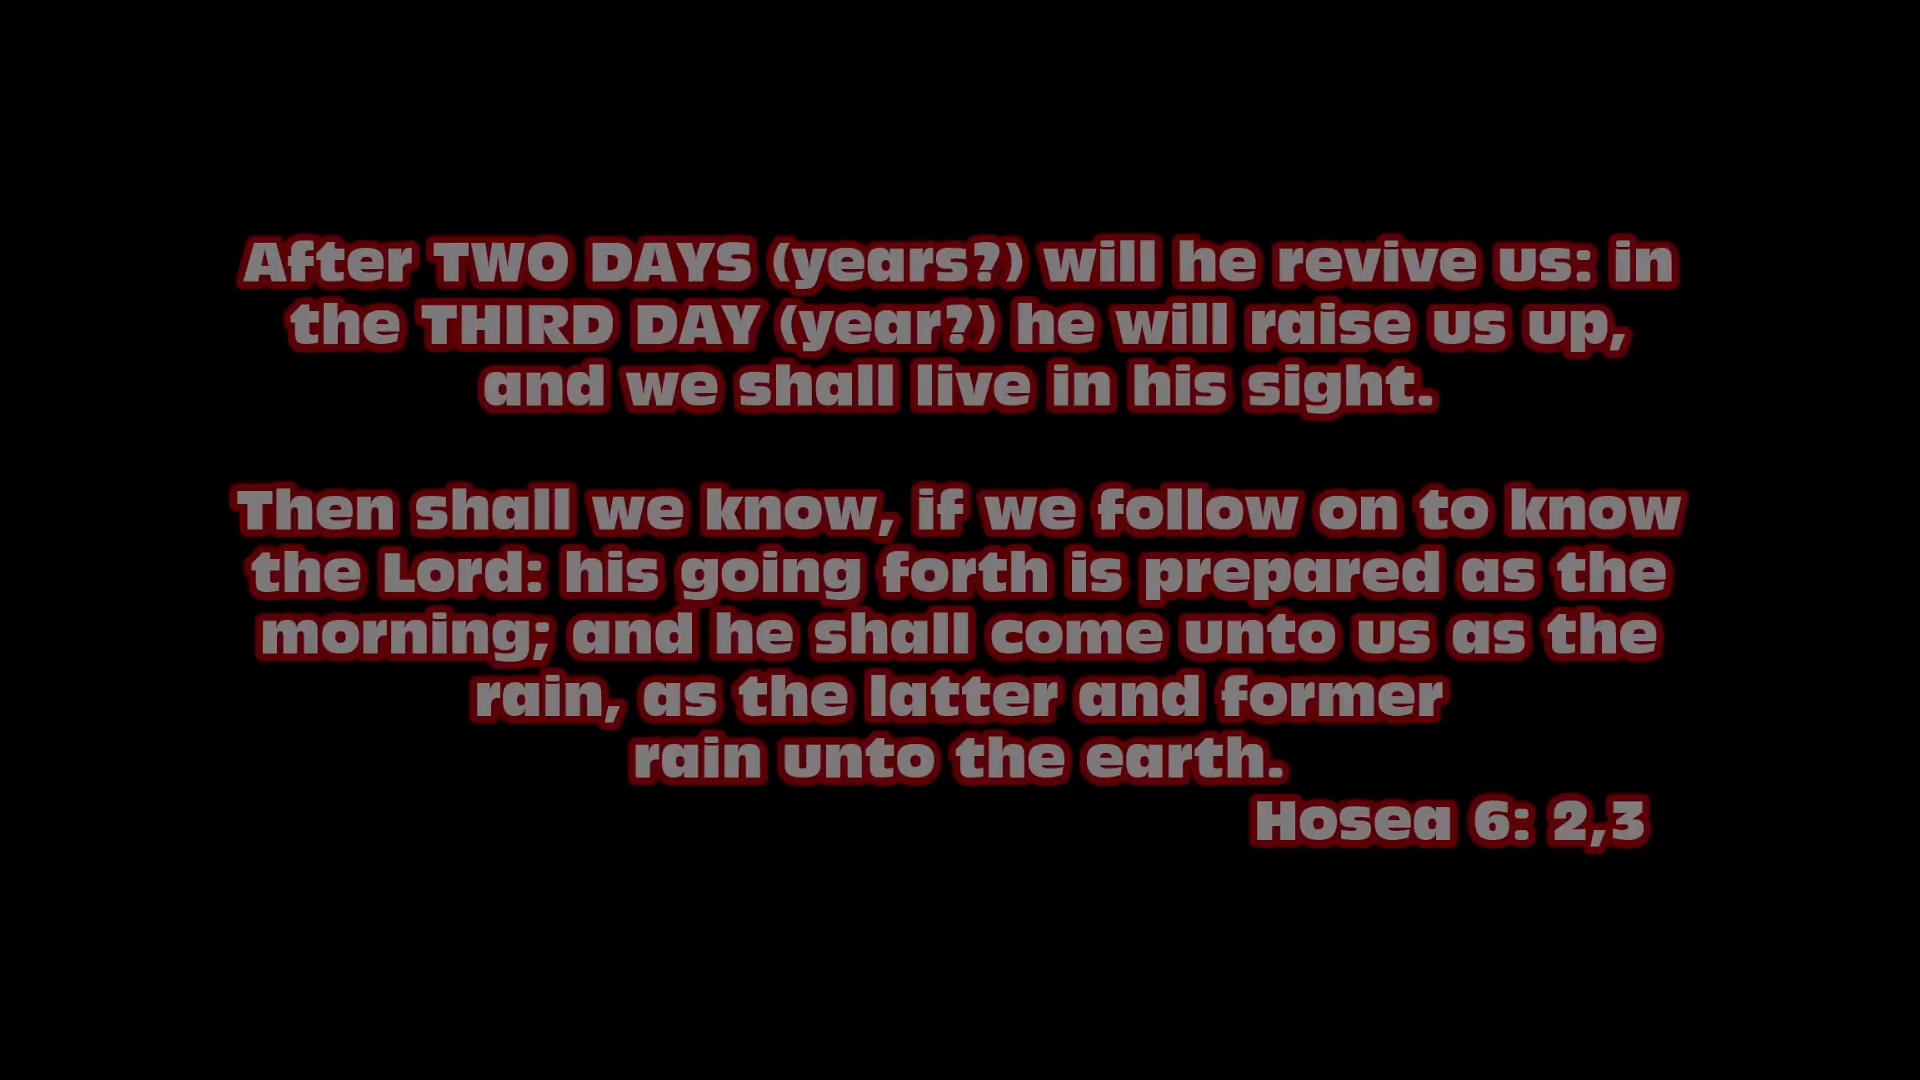 After TWO DAYS (years?) will he revive us: in
the THIRD DAY (year?) he will raise us up,
and we shall live in his sight.
Then shall we know, if we follow on to know
the Lord: his going forth is prepared as the
morning; and he shall come unto us as the
rain, as the latter and former
rain unto the earth.
Hosea 6: 2,3